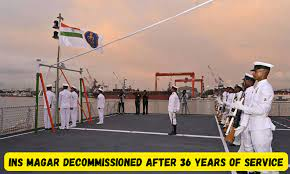 INS MAGAR DECOMMISSIONED AFTER 36 YEARS OF SERVICE